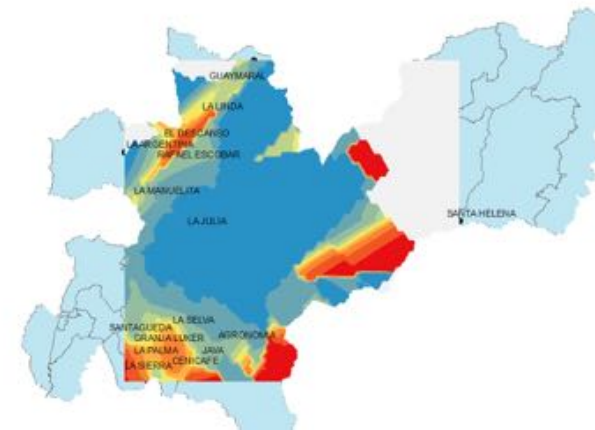 GUAYMARAL
LA LINDA
EL DESCANSO
LA ARGENTINA
RAFAEL ESCOBAR
LA MANUELITA
SANTA HELENA
LA JULIA
LA SELVA
SANTAGUEDA
AGRONOMIA
GRANJA LUKER
LA PALMA
JAVA
CENICAFE
LA SIERRA